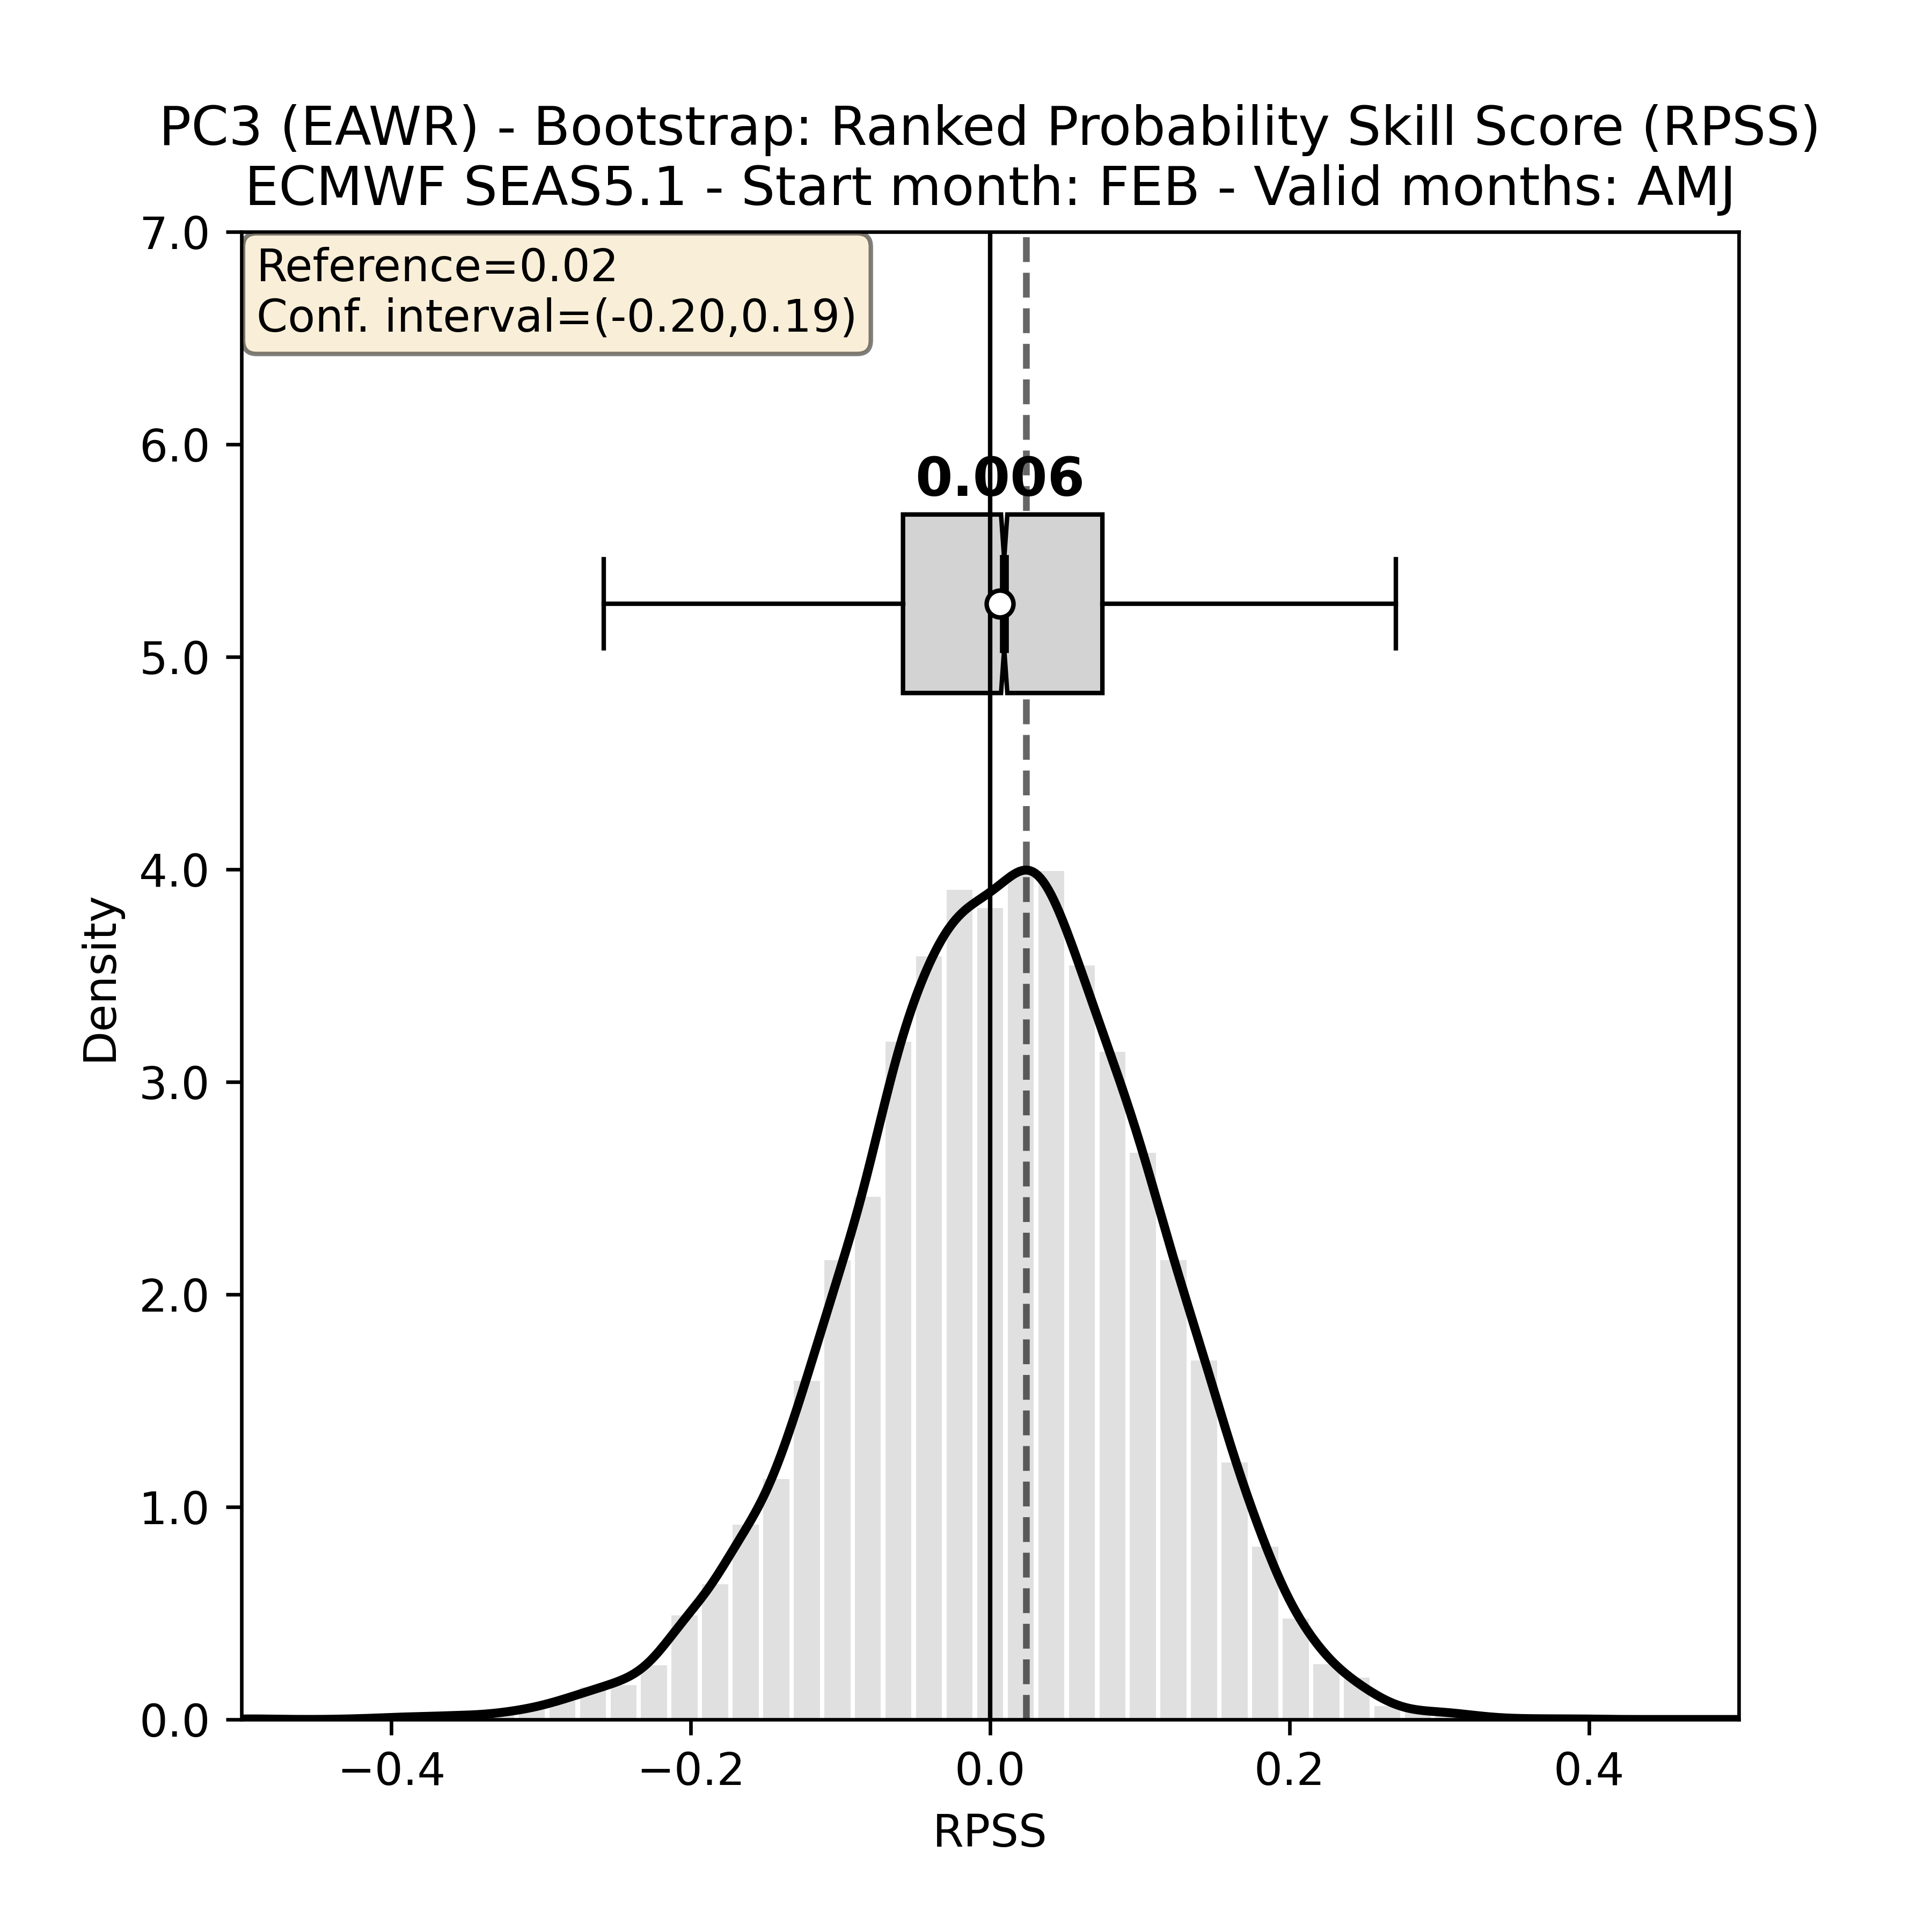 PC3 (EAWR) - Bootstrap: Ranked Probability Skill Score (RPSS)
ECMWF SEAS5.1 - Start month: FEB - Valid months: AMJ
7.0
Reference=0.02
Conf. interval=(-0.20,0.19)
6.0
0.006
5.0
4.0
Density
3.0
2.0
1.0
0.0
−0.4 −0.2 0.0 0.2 0.4
RPSS